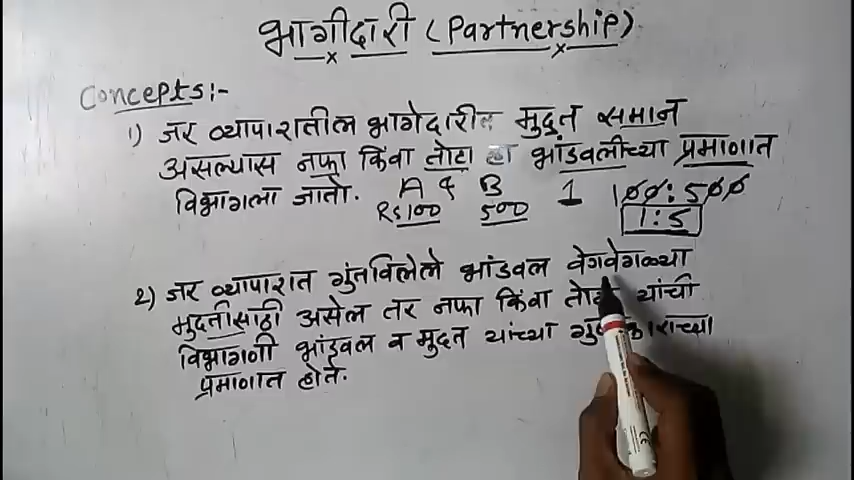 भागीदारी (Partnership)
Concepts:-
1) जर व्यापारातील भागेदारीत मुद्दत समान
असल्यास नफा किंवा तोटा हा भांडवलीच्या प्रमाणात
विभागला जातो. A & B 1 100:500
Rs100 500 1:5
2) जर व्यापारात गुंतविलेले भांडवल वेगवेगळ्या
मुदतीसाठी असेल तर नफा किंवा यांची
विभागणी भांडवल व मुद्दत यांच्या
प्रमाणात होते.